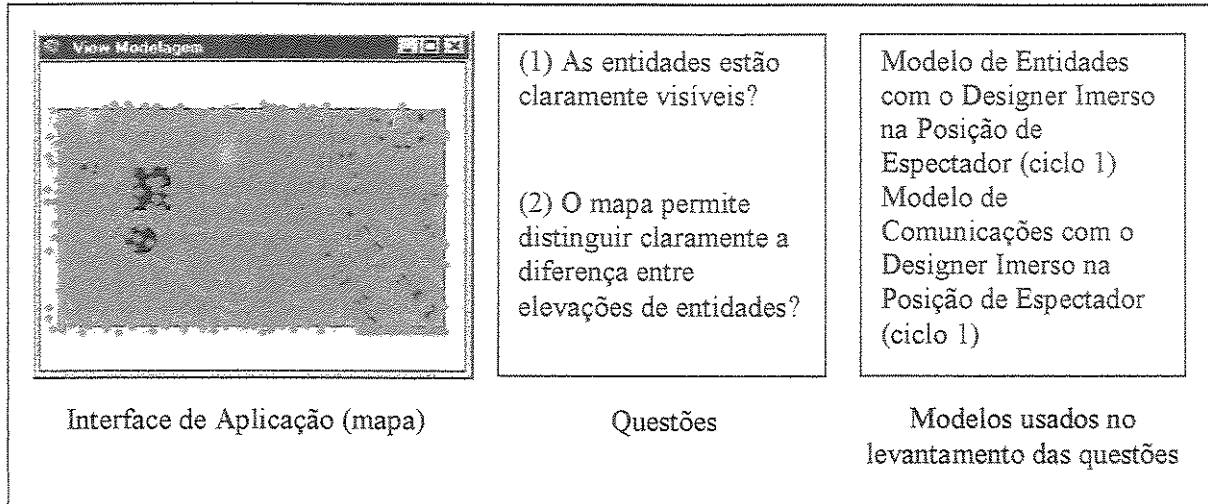 View Modelagem
(1) As entidades estão
claramente visíveis?
(2) O mapa permite
distinguir claramente a
diferença entre
elevações de entidades?
Modelo de Entidades
com o Designer Imerso
na Posição de
Espectador (ciclo 1)
Modelo de
Comunicações com o
Designer Imerso na
Posição de Espectador
(ciclo 1)
Interface de Aplicação (mapa)
Questões
Modelos usados no
levantamento das questões